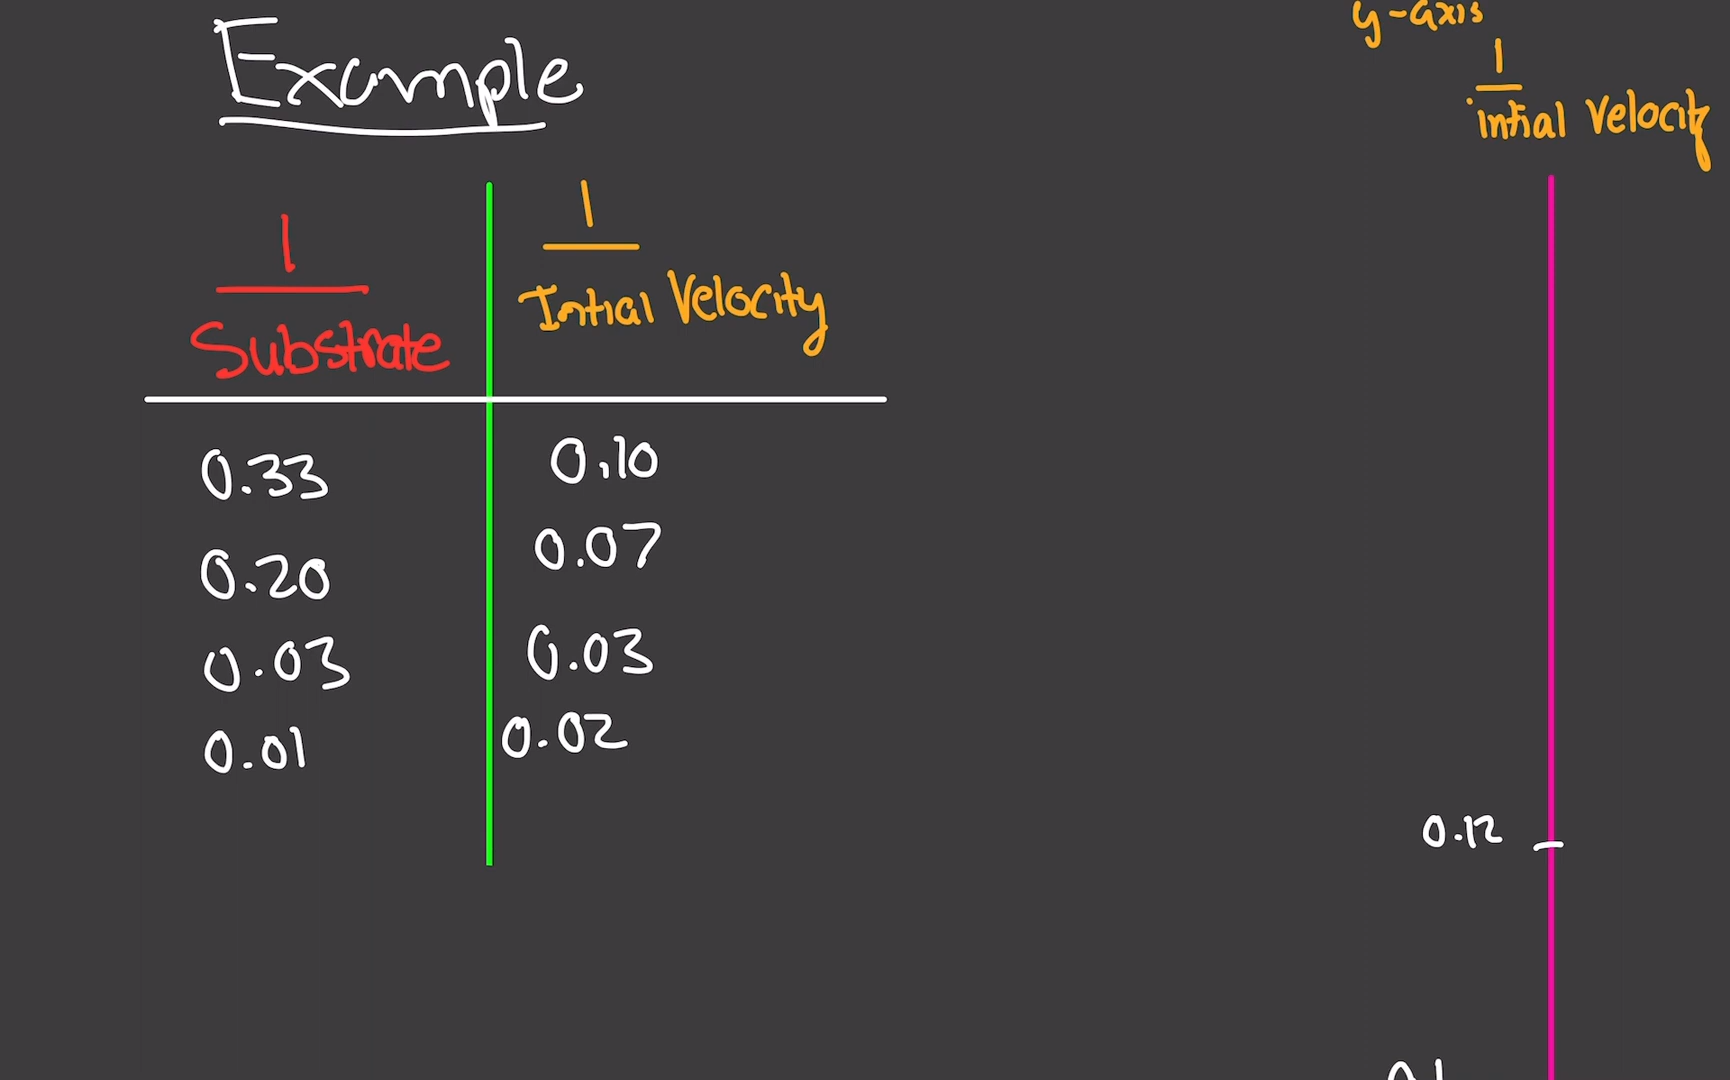 Example
1
Substrate
1
Intial Velocity
0.33 0.10
0.20 0.07
0.03 0.03
0.01 0.02
y-axis
1
intial Velocity
0.12